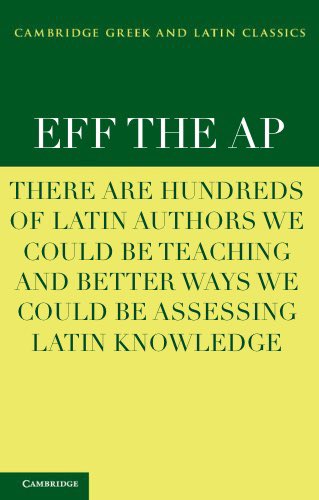 CAMBRIDGE GREEK AND LATIN CLASSICS
EFF THE AP
THERE ARE HUNDREDS
OF LATIN AUTHORS WE
COULD BE TEACHING
AND BETTER WAYS WE
COULD BE ASSESSING
LATIN KNOWLEDGE
CAMBRIDGE